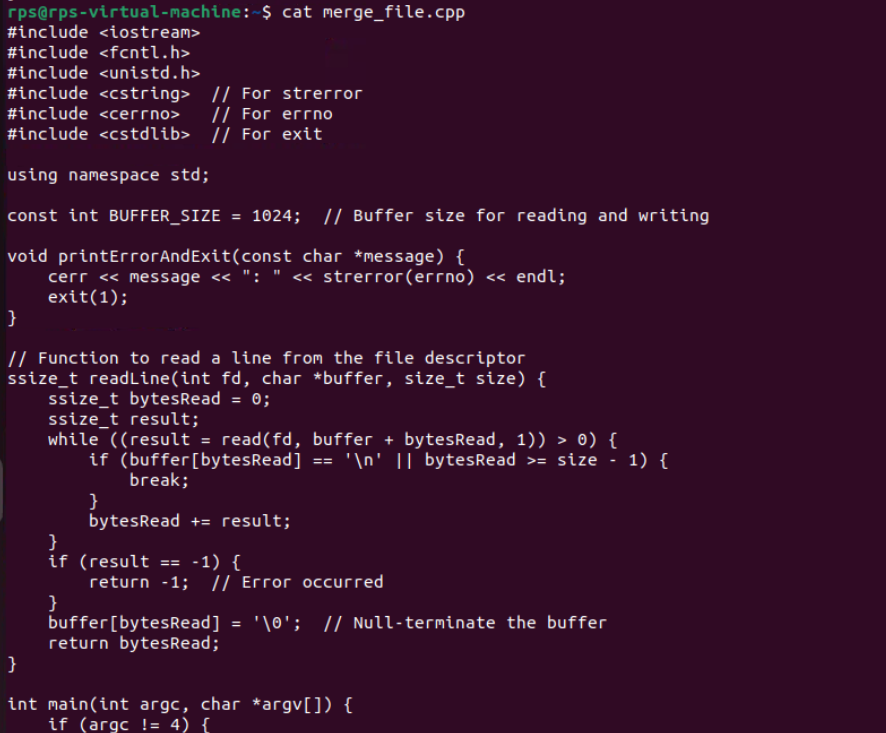 rps@rps-virtual-machine:~$ cat merge_file.cpp
#include <iostream>
#include <fcntl.h>
#include <unistd.h>
#include <cstring>  // For strerror
#include <cerrno>   // For errno
#include <cstdlib>  // For exit

using namespace std;

const int BUFFER_SIZE = 1024;  // Buffer size for reading and writing

void printErrorAndExit(const char *message) {
    cerr << message << ": " << strerror(errno) << endl;
    exit(1);
}

// Function to read a line from the file descriptor
ssize_t readLine(int fd, char *buffer, size_t size) {
    ssize_t bytesRead = 0;
    ssize_t result;
    while ((result = read(fd, buffer + bytesRead, 1)) > 0) {
        if (buffer[bytesRead] == '\n' || bytesRead >= size - 1) {
            break;
        }
        bytesRead += result;
    }
    if (result == -1) {
        return -1;  // Error occurred
    }
    buffer[bytesRead] = '\0';  // Null-terminate the buffer
    return bytesRead;
}

int main(int argc, char *argv[]) {
    if (argc != 4) {